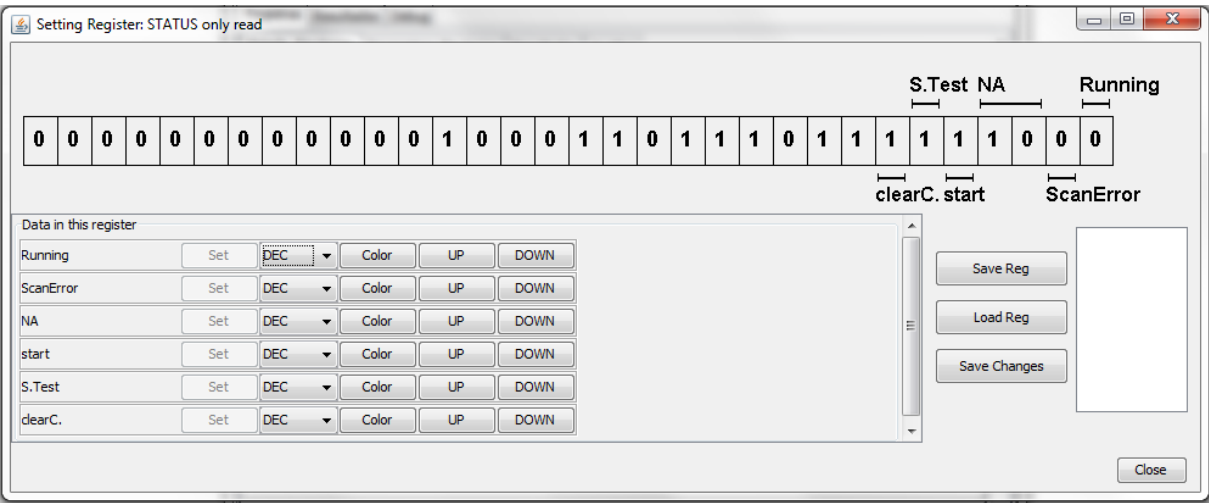 Setting Register: STATUS only read
S.Test NA Running
0 0 0 0 0 0 0 0 0 0 0 0 1 0 0 0 1 1 0 1 1 1 0 1 1 1 1 1 1 0 0 0
clearC. start ScanError
Data in this register
Running Set DEC Color UP DOWN
ScanError Set DEC Color UP DOWN
NA Set DEC Color UP DOWN
start Set DEC Color UP DOWN
S.Test Set DEC Color UP DOWN
clearC. Set DEC Color UP DOWN
Save Reg
Load Reg
Save Changes
Close